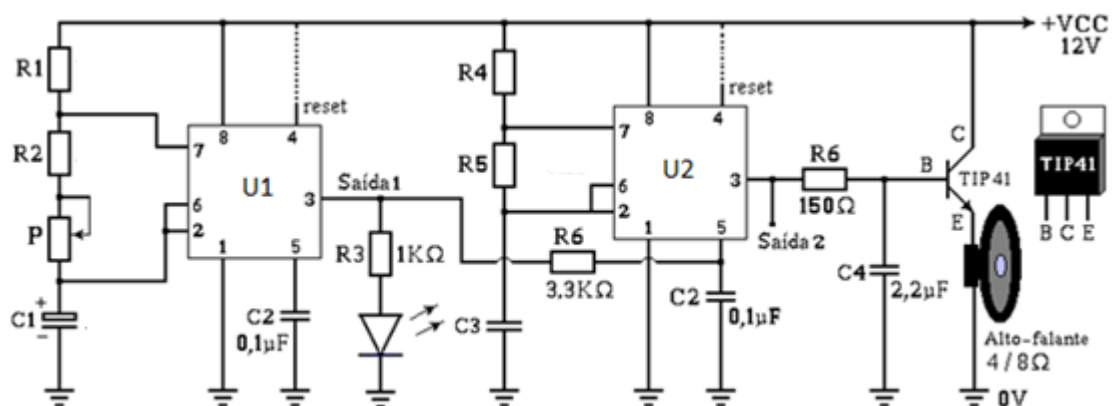 +VCC
12V
R1
R2
P
+
−
C1
8
4
reset
7
6
2
U1
3
1
5
C2
0,1µF
Saída 1
R3
1KΩ
R4
R5
C3
R6
3,3KΩ
8
4
reset
7
6
2
U2
3
1
5
C2
0,1µF
Saída 2
R6
150Ω
C4
2,2µF
B
C
E
TIP41
Alto-falante
4 / 8Ω
0V
TIP41
B C E